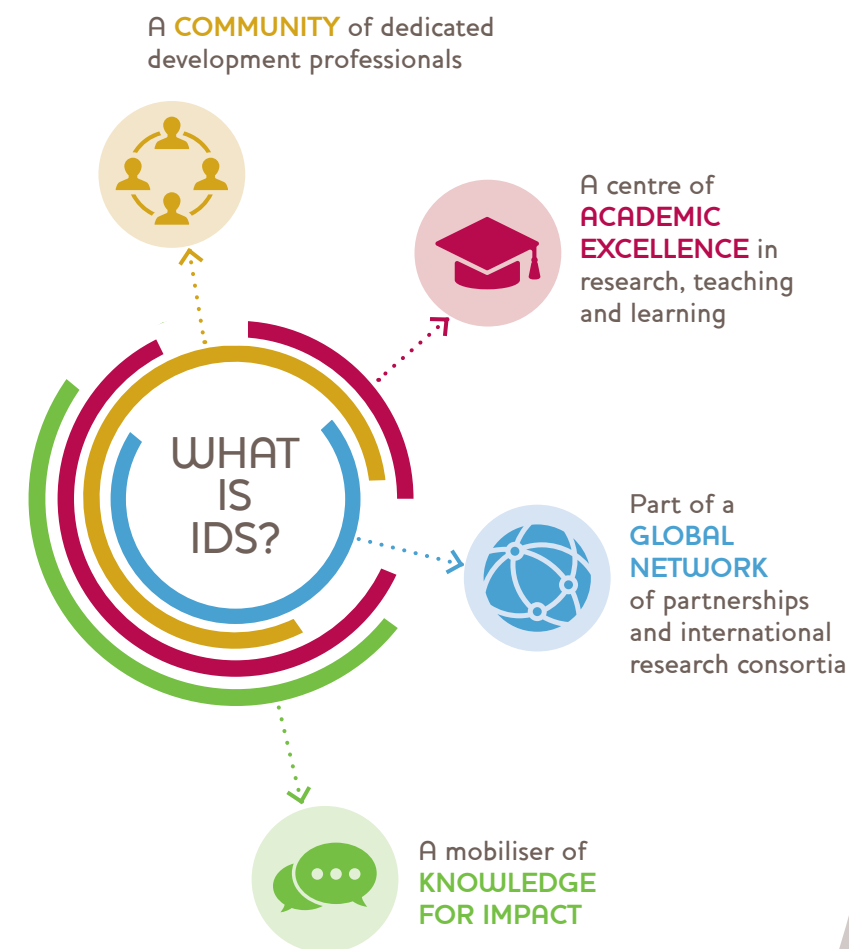 A COMMUNITY of dedicated
development professionals
A centre of
ACADEMIC
EXCELLENCE in
research, teaching
and learning
WHAT
IS
IDS?
Part of a
GLOBAL
NETWORK
of partnerships
and international
research consortia
A mobiliser of
KNOWLEDGE
FOR IMPACT